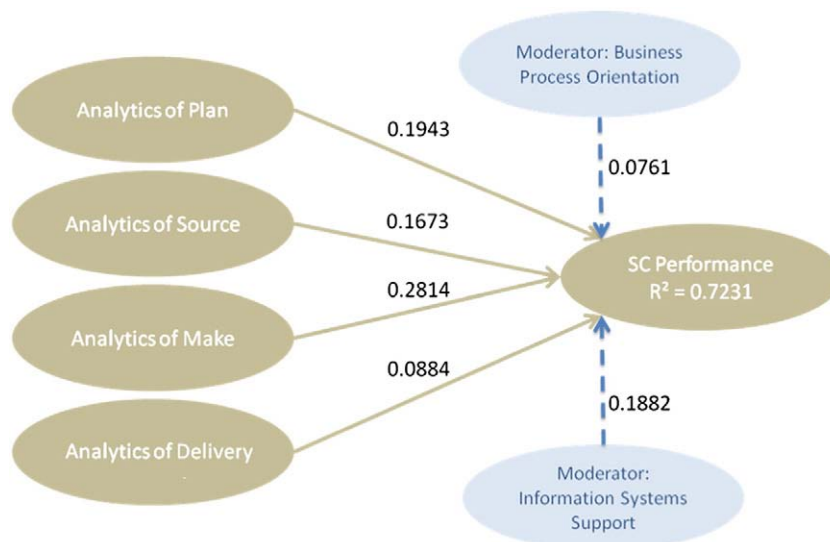 Moderator: Business
Process Orientation
Analytics of Plan
0.1943
0.0761
Analytics of Source
0.1673
SC Performance
R² = 0.7231
0.2814
Analytics of Make
0.0884
0.1882
Analytics of Delivery
Moderator:
Information Systems
Support